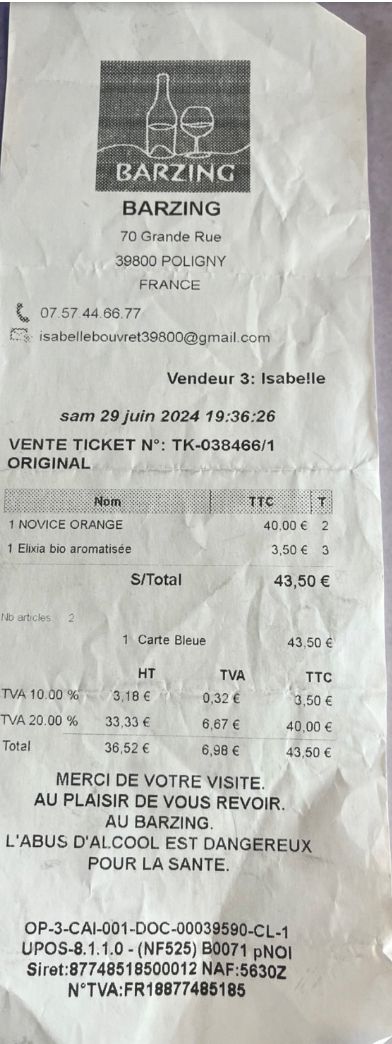 BARZING
BARZING
70 Grande Rue
39800 POLIGNY
FRANCE
07.57.44.66.77
isabellebouvret39800@gmail.com
Vendeur 3: Isabelle
sam 29 juin 2024 19:36:26
VENTE TICKET N°: TK-038466/1
ORIGINAL
Nom TTC T
1 NOVICE ORANGE 40,00 € 2
1 Elixia bio aromatisée 3,50 € 3
S/Total 43,50 €
Nb articles 2
1 Carte Bleue 43,50 €
HT TVA TTC
TVA 10.00 % 3,18 € 0,32 € 3,50 €
TVA 20.00 % 33,33 € 6,67 € 40,00 €
Total 36,52 € 6,98 € 43,50 €
MERCI DE VOTRE VISITE.
AU PLAISIR DE VOUS REVOIR.
AU BARZING.
L'ABUS D'ALCOOL EST DANGEREUX
POUR LA SANTE.
OP-3-CAI-001-DOC-00039590-CL-1
UPOS-8.1.1.0 - (NF525) B0071 pNOI
Siret:87748518500012 NAF:5630Z
N°TVA:FR18877485185